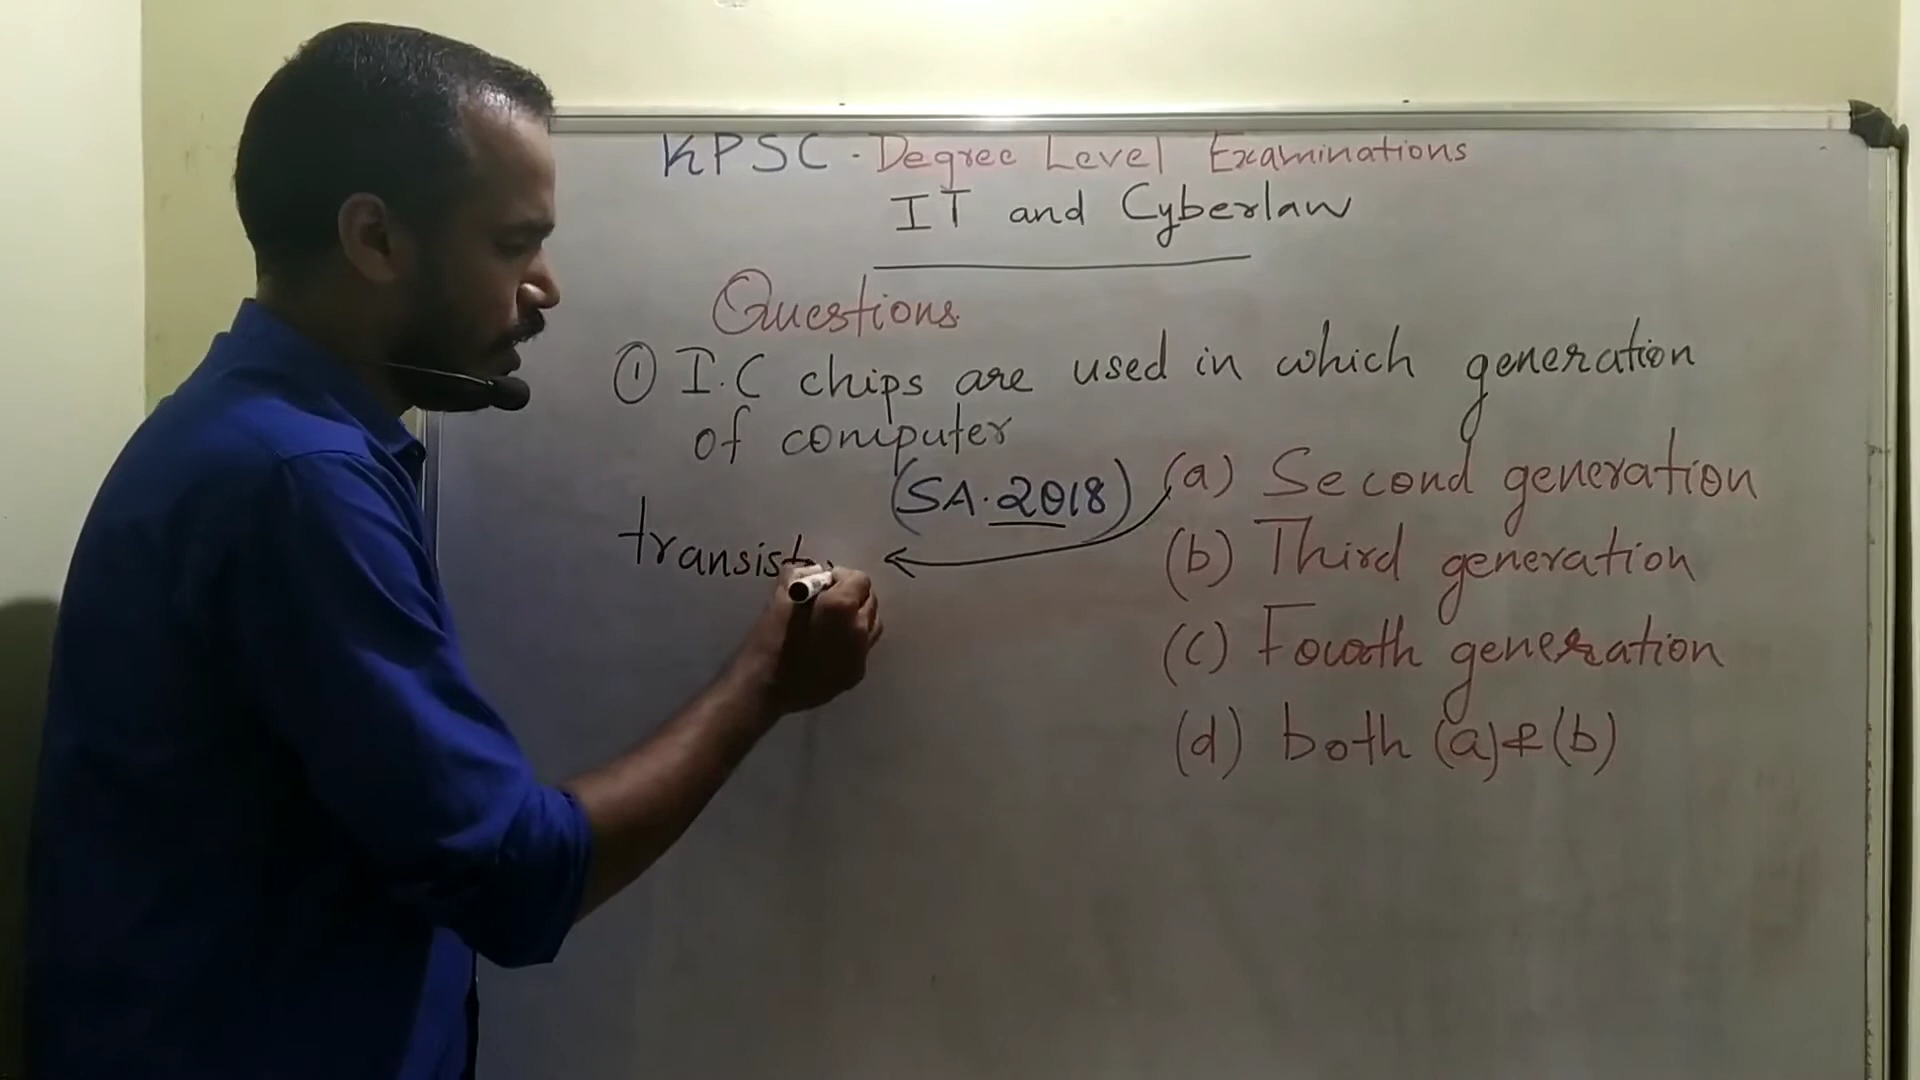 KPSC - Degree Level Examinations
IT and Cyberlaw
Questions
① I.C chips are used in which generation
of computer
(SA. 2018)
(a) Second generation
(b) Third generation
(c) Fourth generation
(d) both (a) & (b)
transist